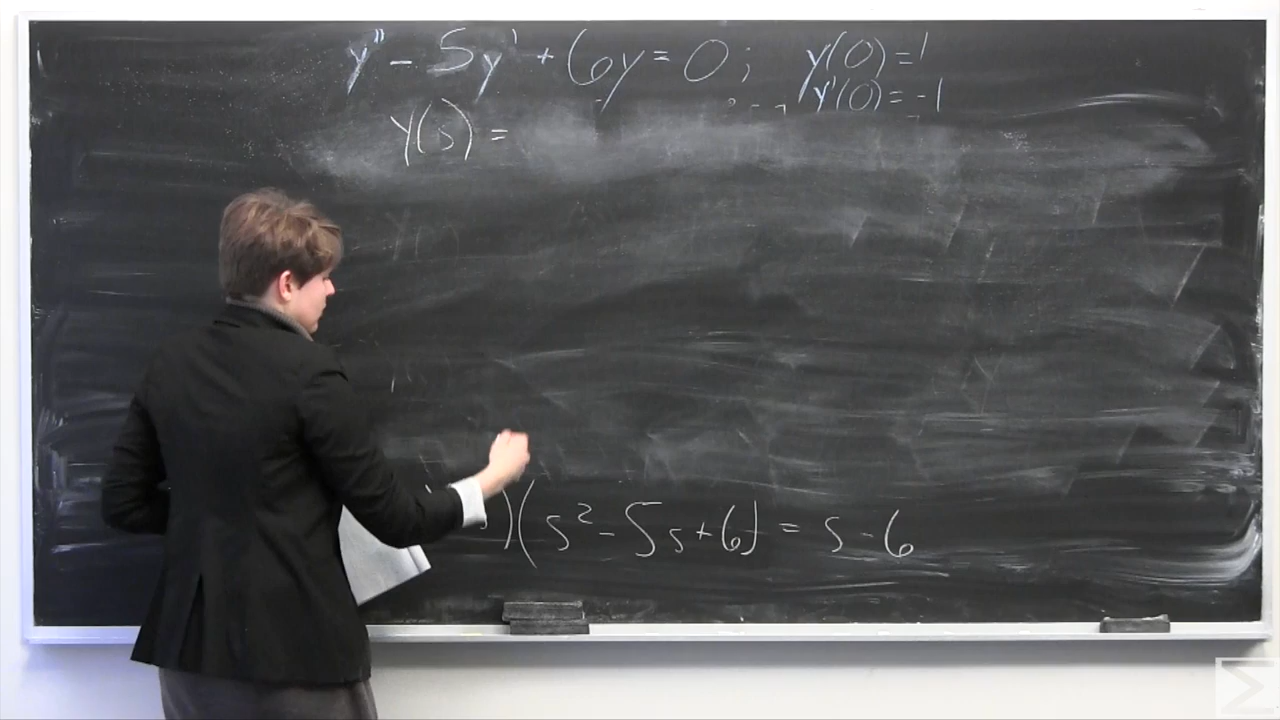 y'' - 5y' + 6y = 0; y(0) = 1
y'(0) = -1
Y(s) =
s)(s² - 5s + 6) = s - 6